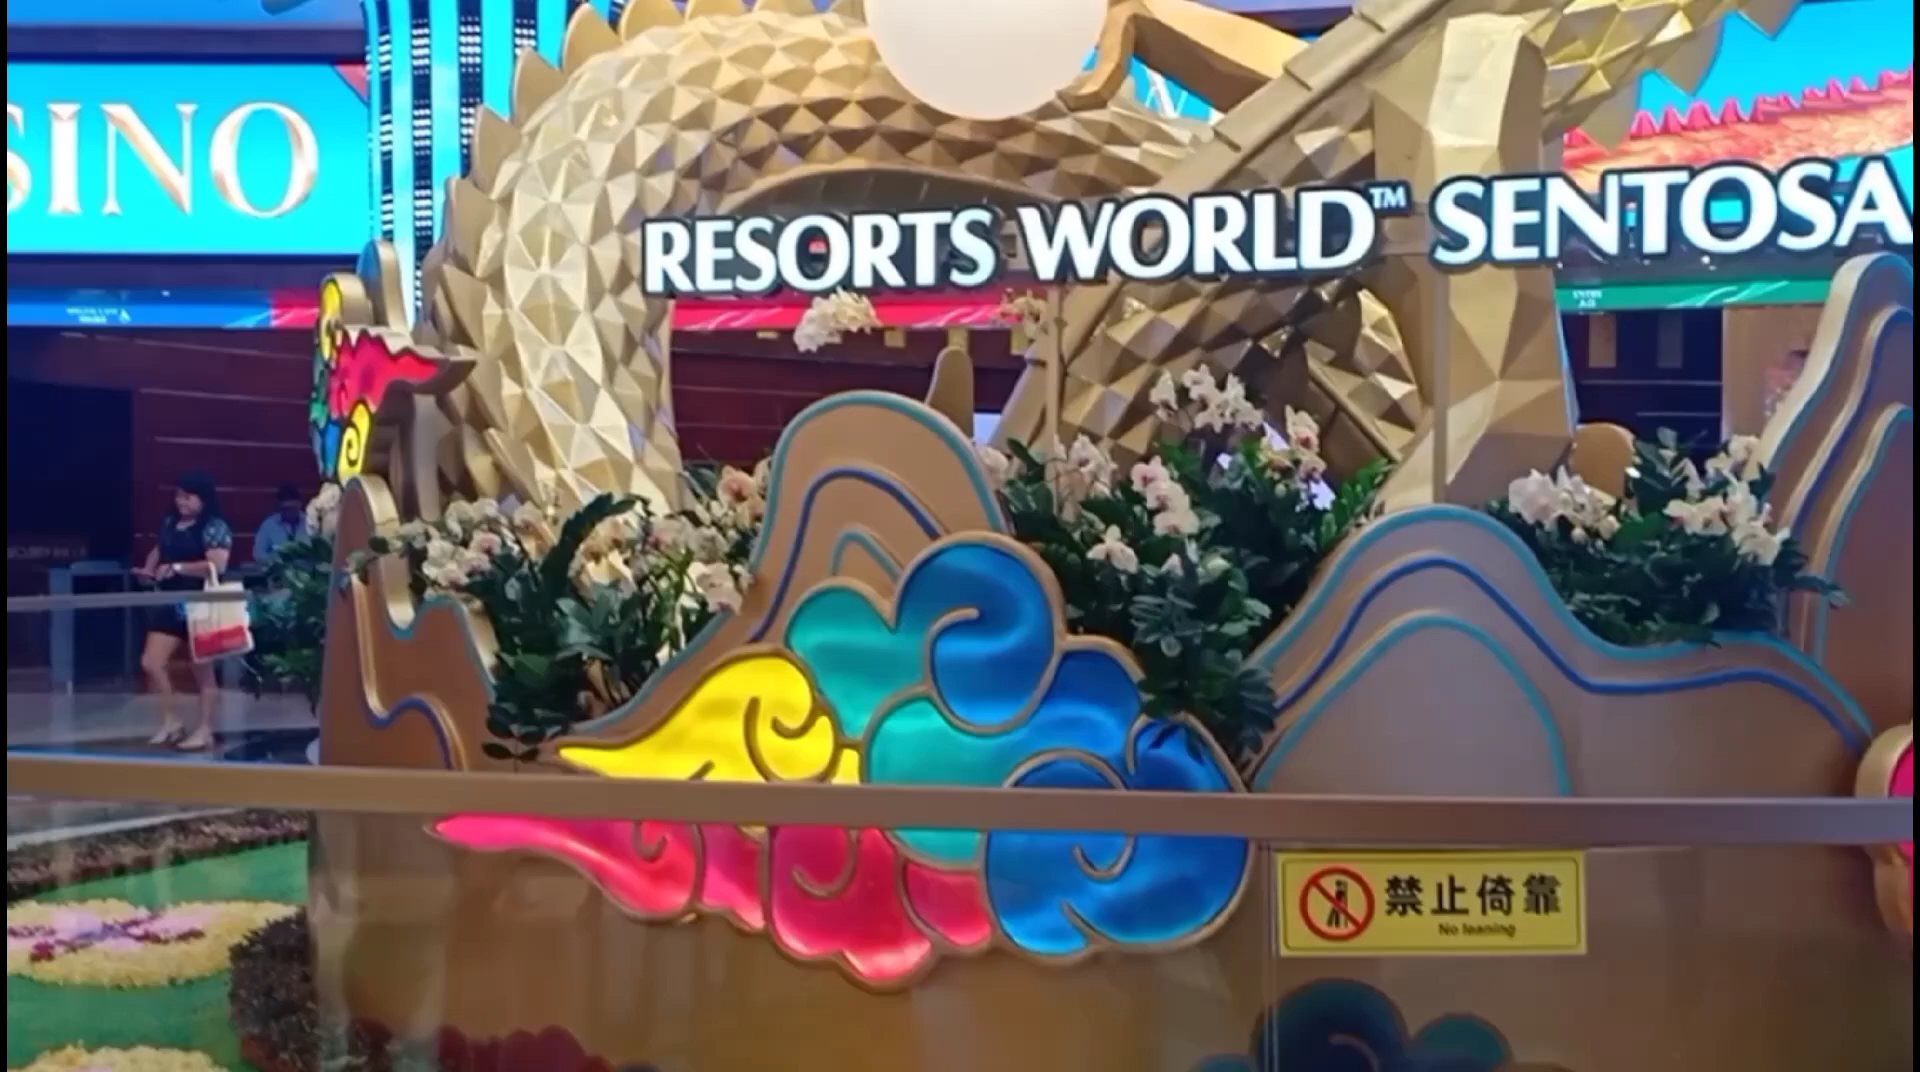 SINO
RESORTS WORLD™ SENTOSA
禁止倚靠
No leaning